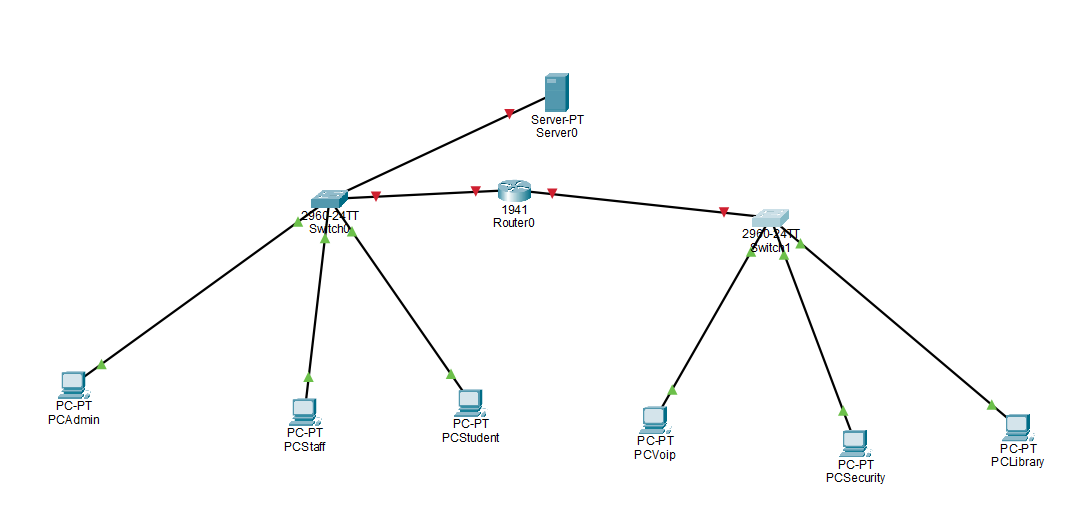 Server-PT
Server0
2960-24TT
Switch0
1941
Router0
2960-24TT
Switch1
PC-PT
PCAdmin
PC-PT
PCStaff
PC-PT
PCStudent
PC-PT
PCVoip
PC-PT
PCSecurity
PC-PT
PCLibrary